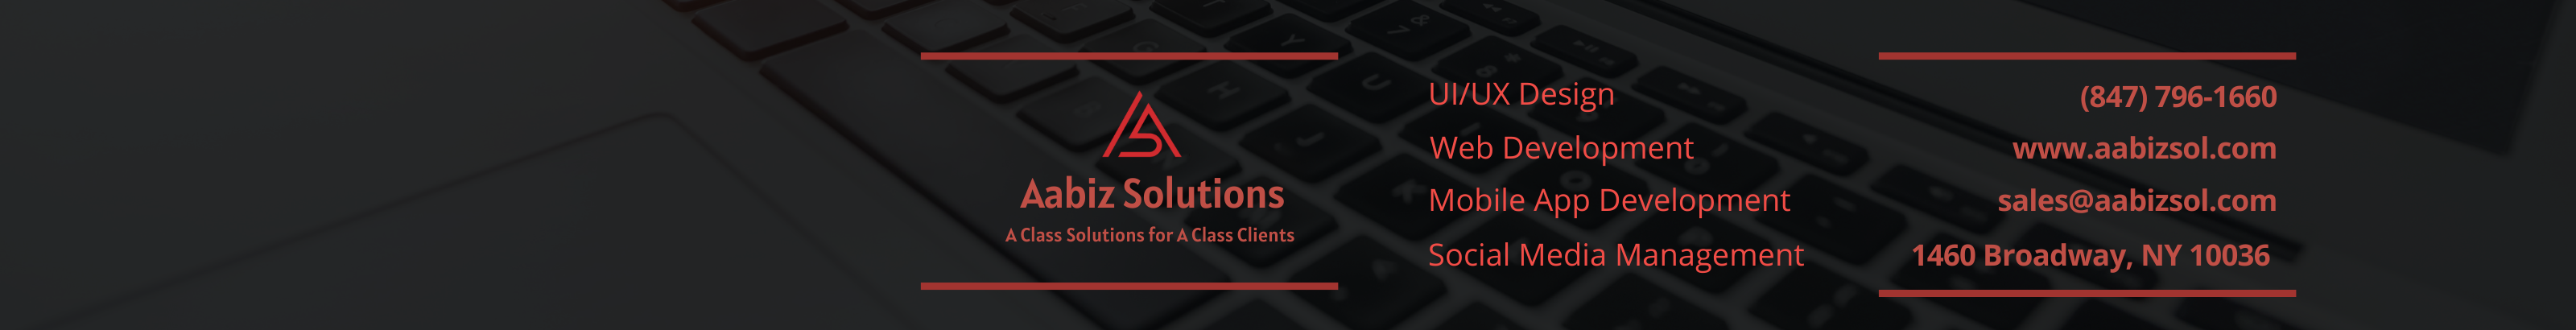 Aabiz Solutions
A Class Solutions for A Class Clients
UI/UX Design
Web Development
Mobile App Development
Social Media Management
(847) 796-1660
www.aabizsol.com
sales@aabizsol.com
1460 Broadway, NY 10036